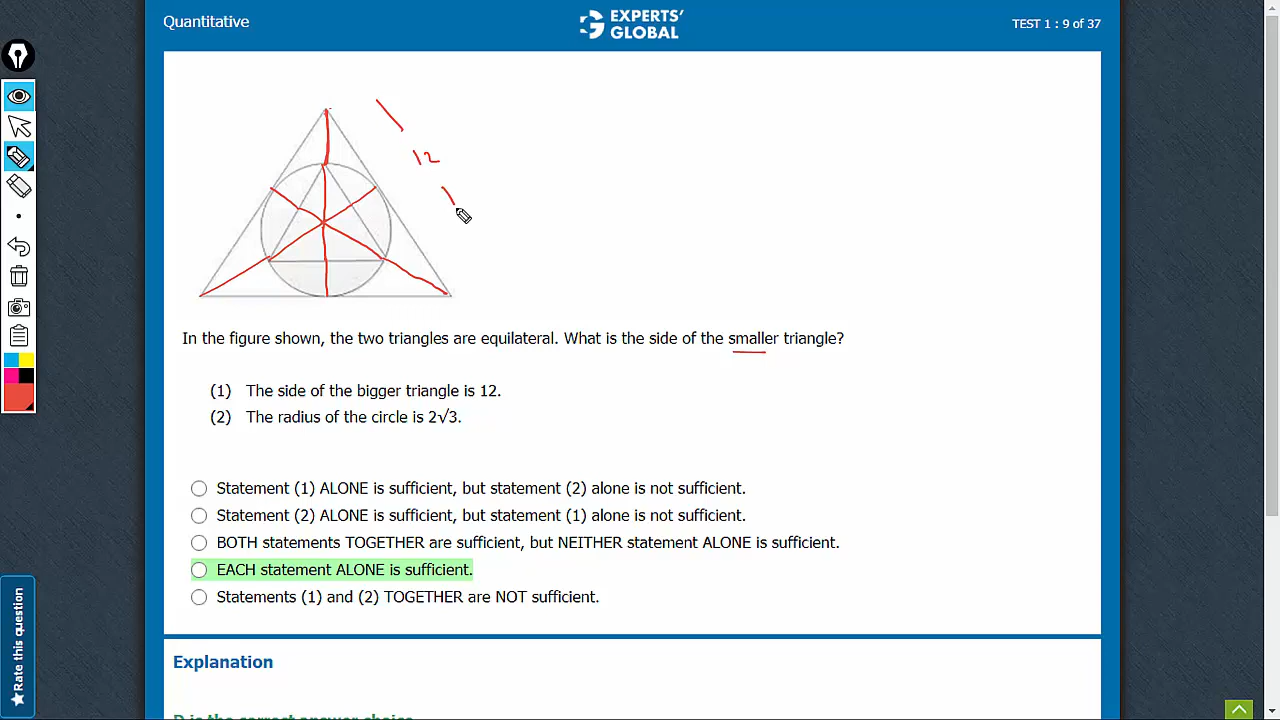 Quantitative
EXPERTS'
GLOBAL
TEST 1 : 9 of 37
12
In the figure shown, the two triangles are equilateral. What is the side of the smaller triangle?
(1) The side of the bigger triangle is 12.
(2) The radius of the circle is 2√3.
Statement (1) ALONE is sufficient, but statement (2) alone is not sufficient.
Statement (2) ALONE is sufficient, but statement (1) alone is not sufficient.
BOTH statements TOGETHER are sufficient, but NEITHER statement ALONE is sufficient.
EACH statement ALONE is sufficient.
Statements (1) and (2) TOGETHER are NOT sufficient.
Rate this question
Explanation
D is the correct answer choice.